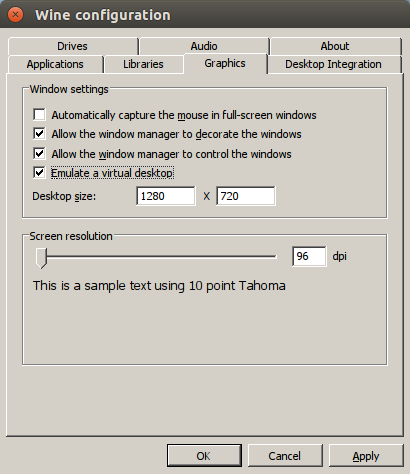 Wine configuration
Drives Audio About
Applications Libraries Graphics Desktop Integration
Window settings
Automatically capture the mouse in full-screen windows
Allow the window manager to decorate the windows
Allow the window manager to control the windows
Emulate a virtual desktop
Desktop size: 1280 X 720
Screen resolution
96 dpi
This is a sample text using 10 point Tahoma
OK Cancel Apply